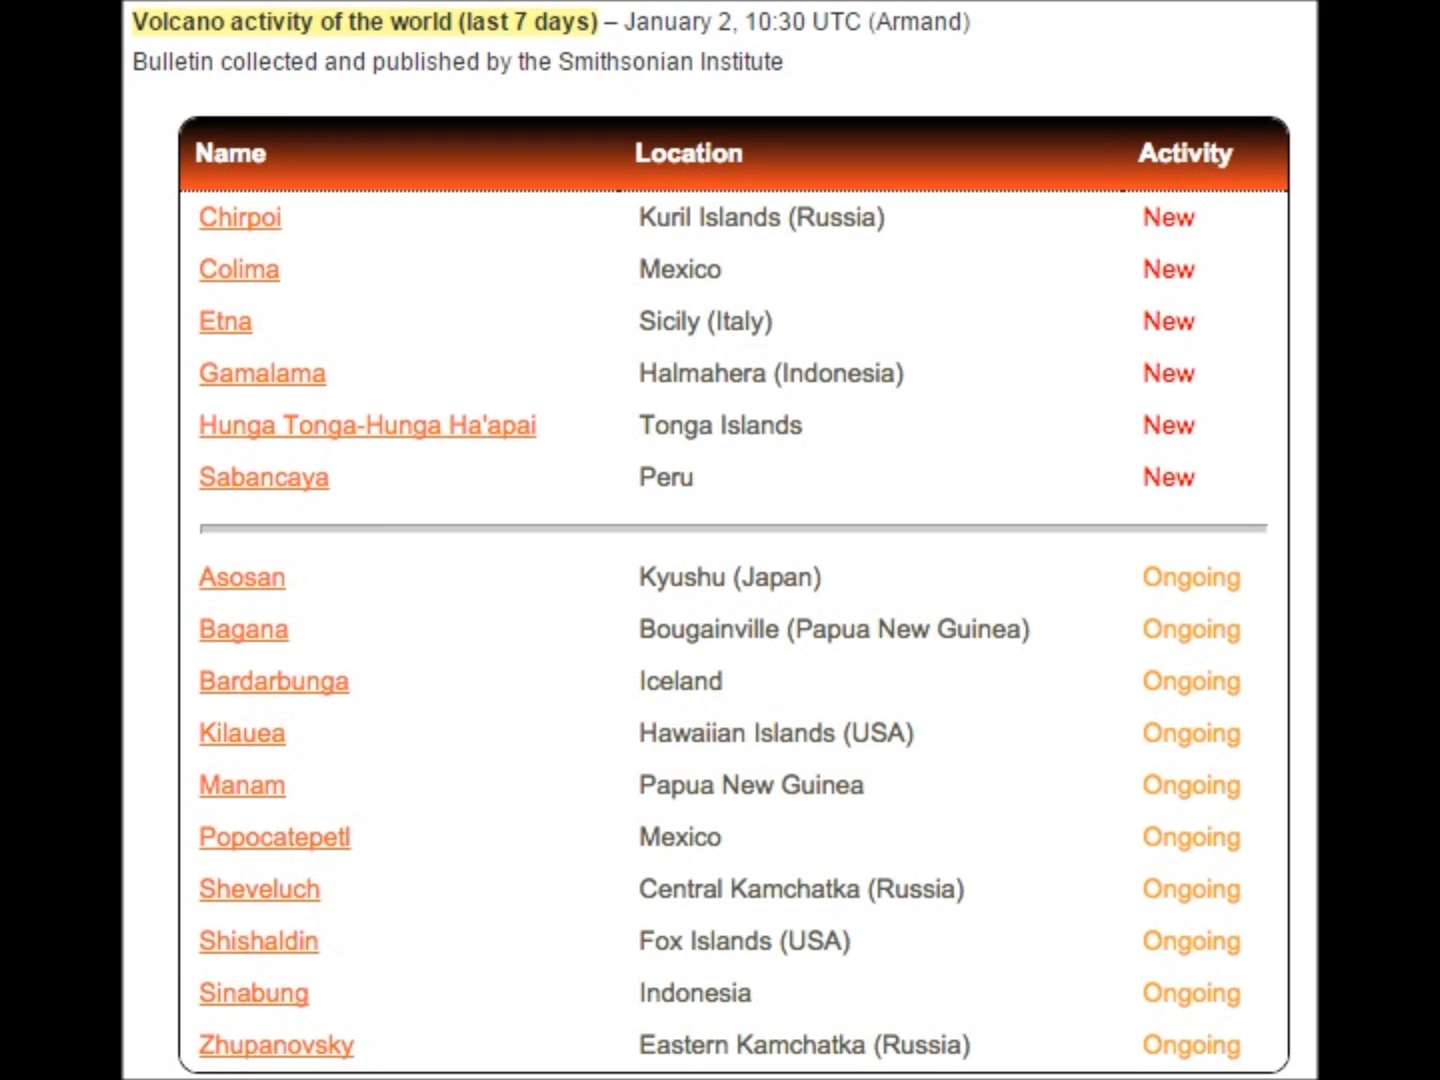 Volcano activity of the world (last 7 days) – January 2, 10:30 UTC (Armand)
Bulletin collected and published by the Smithsonian Institute
Name Location Activity
Chirpoi Kuril Islands (Russia) New
Colima Mexico New
Etna Sicily (Italy) New
Gamalama Halmahera (Indonesia) New
Hunga Tonga-Hunga Ha'apai Tonga Islands New
Sabancaya Peru New
Asosan Kyushu (Japan) Ongoing
Bagana Bougainville (Papua New Guinea) Ongoing
Bardarbunga Iceland Ongoing
Kilauea Hawaiian Islands (USA) Ongoing
Manam Papua New Guinea Ongoing
Popocatepetl Mexico Ongoing
Sheveluch Central Kamchatka (Russia) Ongoing
Shishaldin Fox Islands (USA) Ongoing
Sinabung Indonesia Ongoing
Zhupanovsky Eastern Kamchatka (Russia) Ongoing